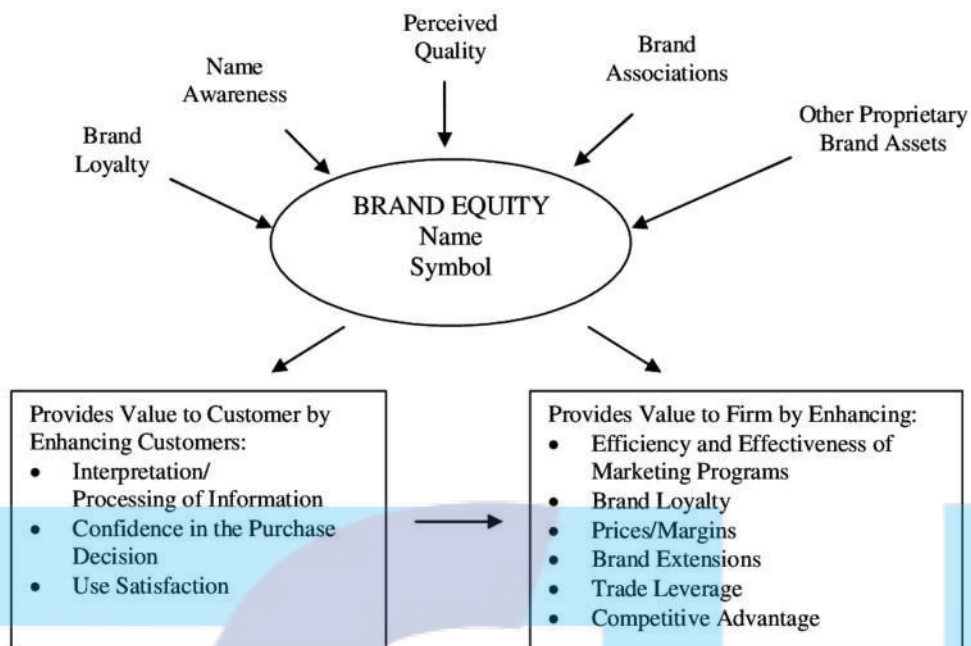 Perceived
Quality
Brand
Associations
Name
Awareness
Other Proprietary
Brand Assets
Brand
Loyalty
BRAND EQUITY
Name
Symbol
Provides Value to Customer by
Enhancing Customers:
• Interpretation/
Processing of Information
• Confidence in the Purchase
Decision
• Use Satisfaction
Provides Value to Firm by Enhancing:
• Efficiency and Effectiveness of
Marketing Programs
• Brand Loyalty
• Prices/Margins
• Brand Extensions
• Trade Leverage
• Competitive Advantage